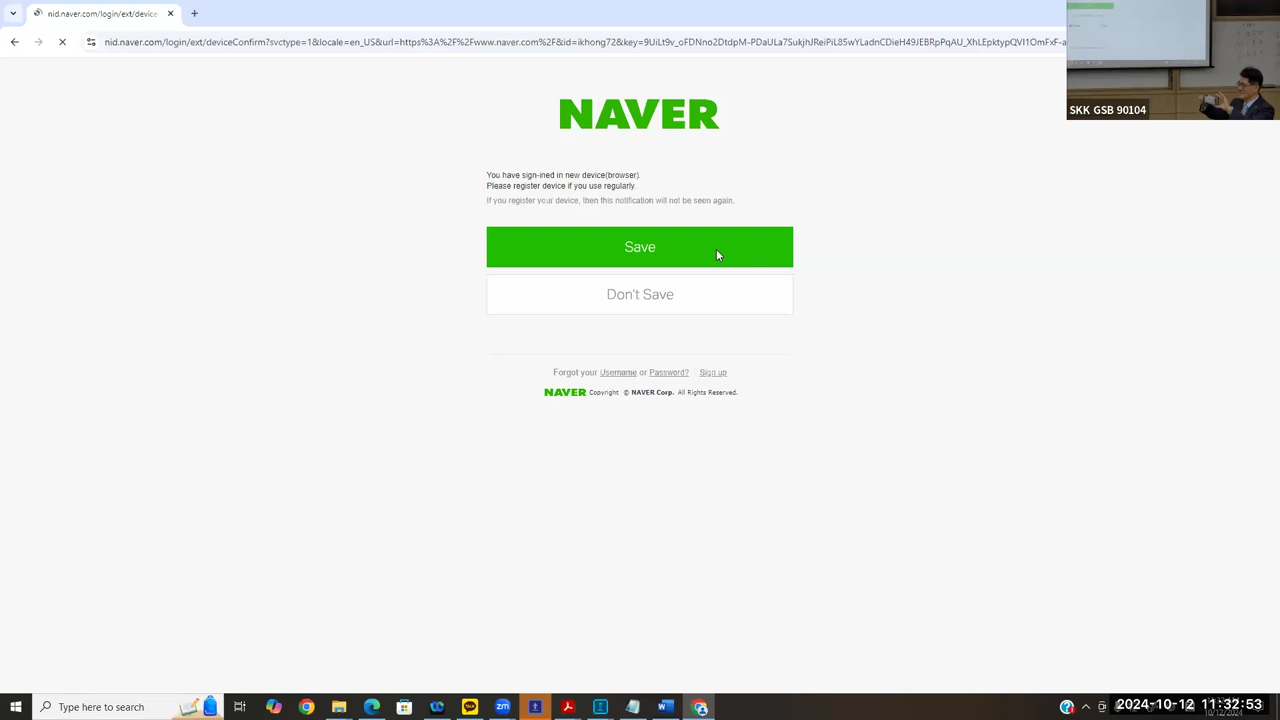 nid.naver.com/login/ext/device
nid.naver.com/login/ext/deviceConfirm?svctype=1&locale=en_US&url=https%3A%2F%2Fwww.naver.com%2F&id=ikhong72&key=
SKK GSB 90104
NAVER
You have sign-ined in new device(browser).
Please register device if you use regularly.
If you register your device, then this notification will not be seen again.
Save
Don't Save
Forgot your Username or Password? Sign up
NAVER Copyright © NAVER Corp. All Rights Reserved.
Type here to search
2024-10-12 11:32:53
10/12/2024